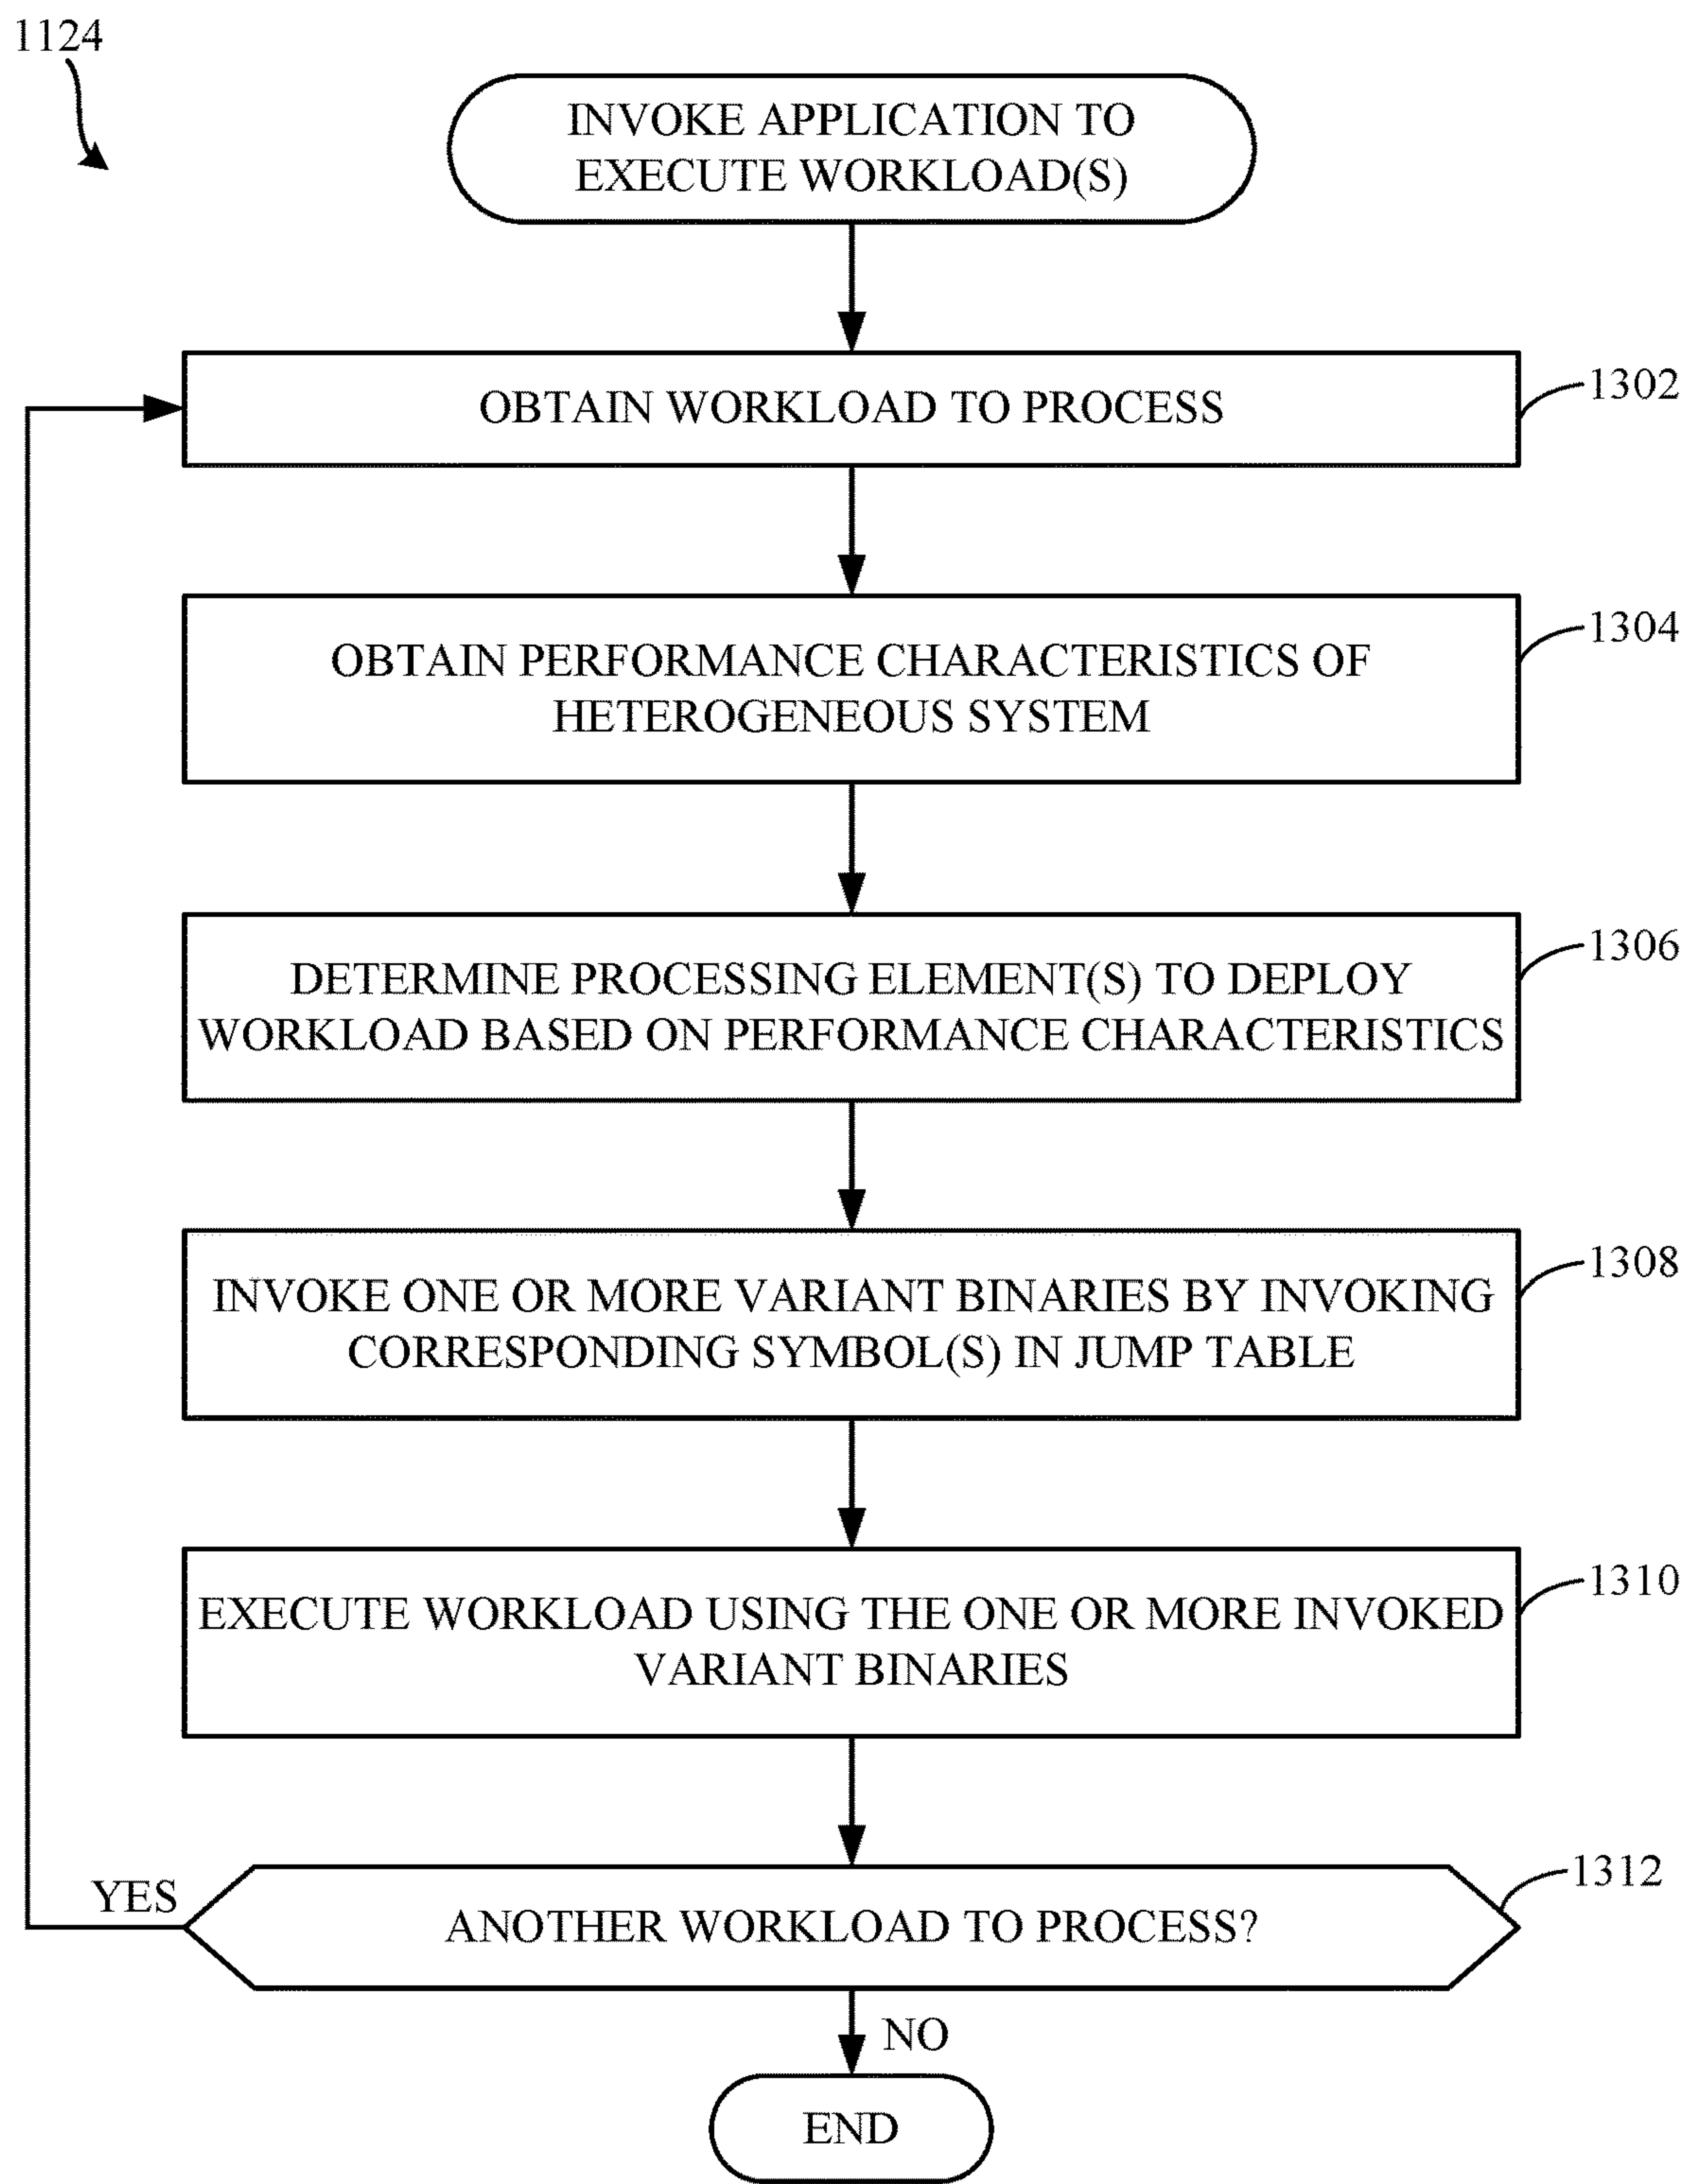 1124
INVOKE APPLICATION TO
EXECUTE WORKLOAD(S)
OBTAIN WORKLOAD TO PROCESS
1302
OBTAIN PERFORMANCE CHARACTERISTICS OF
HETEROGENEOUS SYSTEM
1304
DETERMINE PROCESSING ELEMENT(S) TO DEPLOY
WORKLOAD BASED ON PERFORMANCE CHARACTERISTICS
1306
INVOKE ONE OR MORE VARIANT BINARIES BY INVOKING
CORRESPONDING SYMBOL(S) IN JUMP TABLE
1308
EXECUTE WORKLOAD USING THE ONE OR MORE INVOKED
VARIANT BINARIES
1310
YES
ANOTHER WORKLOAD TO PROCESS?
1312
NO
END